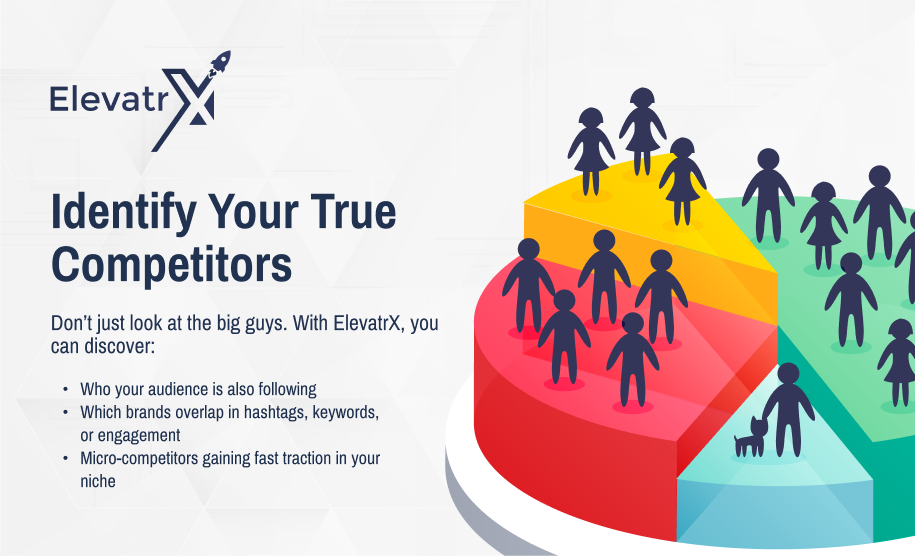 ElevatrX
Identify Your True
Competitors
Don't just look at the big guys. With ElevatrX, you
can discover:
• Who your audience is also following
• Which brands overlap in hashtags, keywords,
or engagement
• Micro-competitors gaining fast traction in your
niche